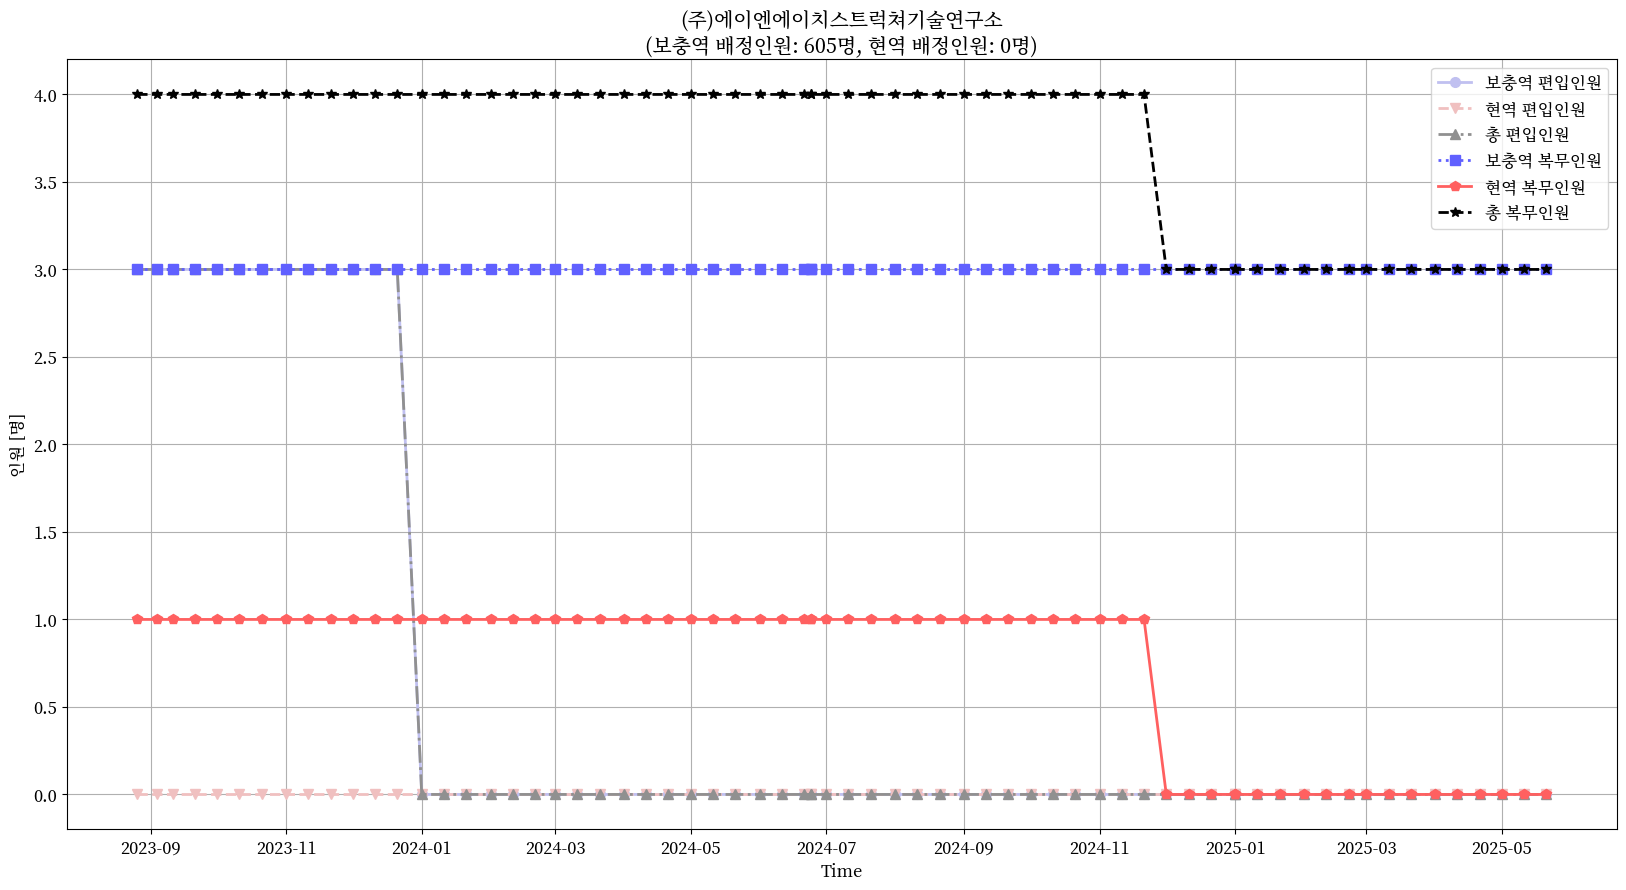 (주)에이엔에이치스트럭쳐기술연구소
(보충역 배정인원: 605명, 현역 배정인원: 0명)
보충역 편입인원
현역 편입인원
총 편입인원
보충역 복무인원
현역 복무인원
총 복무인원
인원 [명]
4.0
3.5
3.0
2.5
2.0
1.5
1.0
0.5
0.0
2023-09 2023-11 2024-01 2024-03 2024-05 2024-07 2024-09 2024-11 2025-01 2025-03 2025-05
Time